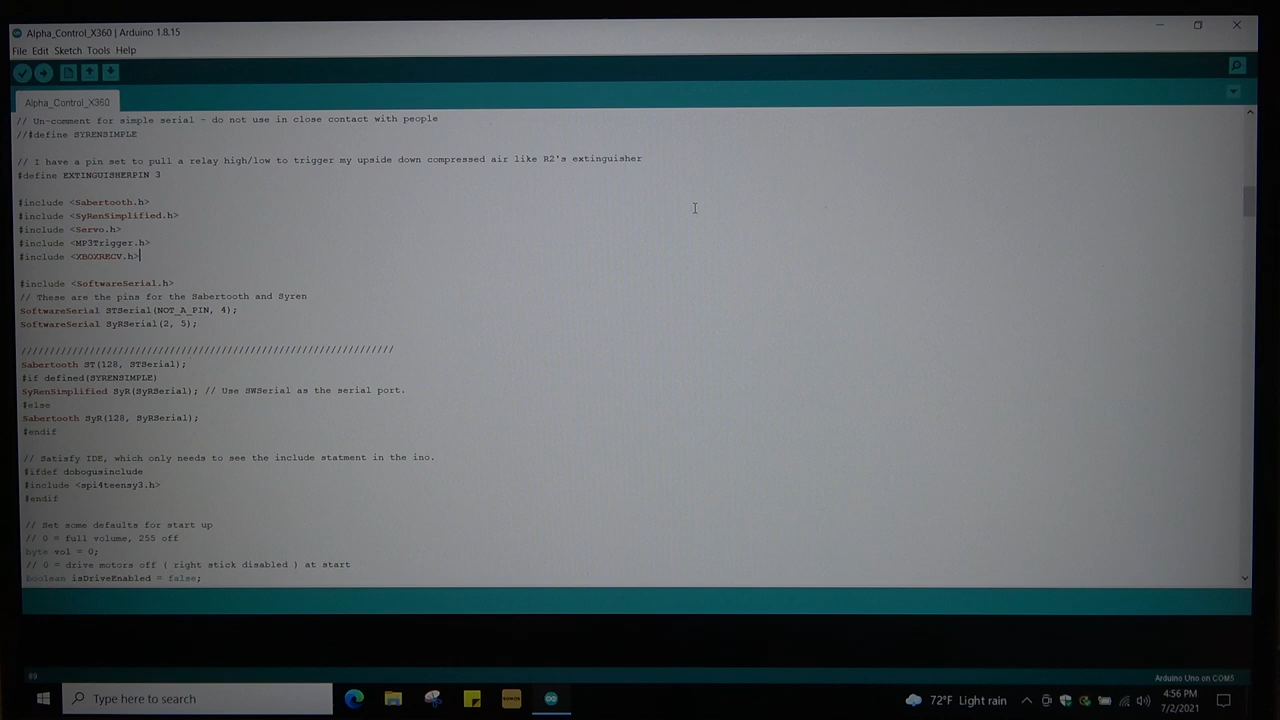 Alpha_Control_X360 | Arduino 1.8.15
File Edit Sketch Tools Help
Alpha_Control_X360
// Un-comment for simple serial - do not use in close contact with people
//#define SYRENSIMPLE
// I have a pin set to pull a relay high/low to trigger my upside down compressed air like R2's extinguisher
#define EXTINGUISHERPIN 3
#include <Sabertooth.h>
#include <SyRenSimplified.h>
#include <Servo.h>
#include <MP3Trigger.h>
#include <XBOXRECV.h>
#include <SoftwareSerial.h>
// These are the pins for the Sabertooth and Syren
SoftwareSerial STSerial(NOT_A_PIN, 4);
SoftwareSerial SyRSerial(2, 5);
///////////////////////////////////////////////////////////////////
Sabertooth ST(128, STSerial);
#if defined(SYRENSIMPLE)
SyRenSimplified SyR(SyRSerial); // Use SWSerial as the serial port.
#else
Sabertooth SyR(128, SyRSerial);
#endif
// Satisfy IDE, which only needs to see the include statment in the ino.
#ifdef dobogusinclude
#include <spi4teensy3.h>
#endif
// Set some defaults for start up
// 0 = full volume, 255 off
byte vol = 0;
// 0 = drive motors off ( right stick disabled ) at start
boolean isDriveEnabled = false;
89
Arduino Uno on COM5
Type here to search
SONOS
72°F Light rain
4:56 PM
7/2/2021